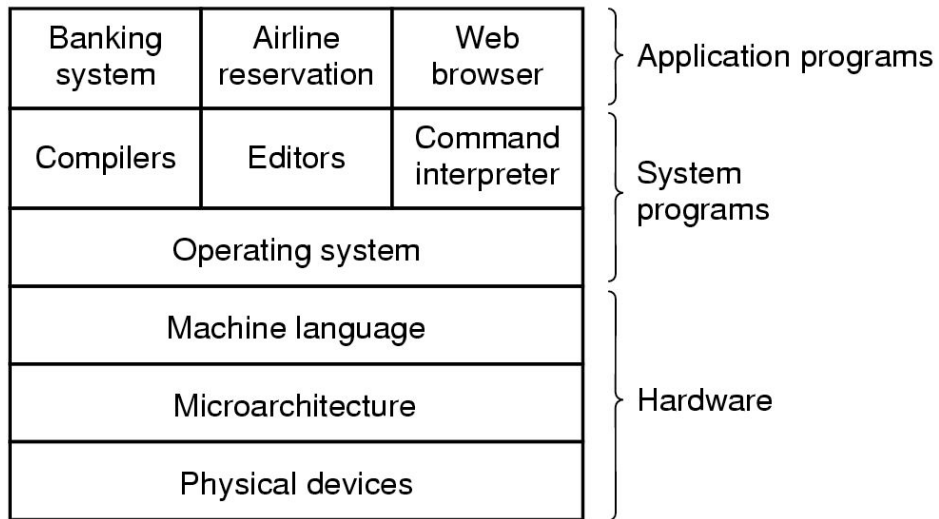 Banking
system
Airline
reservation
Web
browser
Application programs
Compilers
Editors
Command
interpreter
System
programs
Operating system
Machine language
Microarchitecture
Hardware
Physical devices